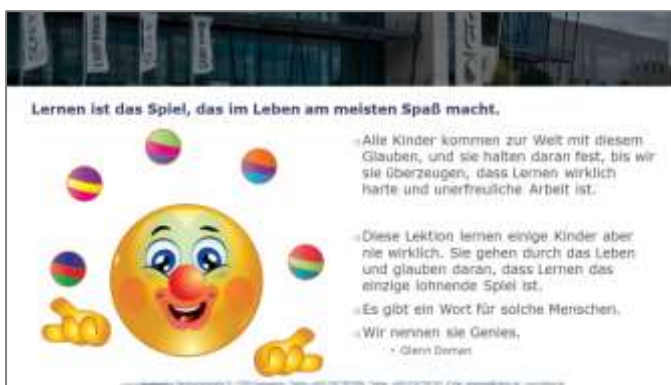 Lernen ist das Spiel, das im Leben am meisten Spaß macht.
Alle Kinder kommen zur Welt mit diesem
Glauben, und sie halten daran fest, bis wir
sie überzeugen, dass Lernen wirklich
harte und unerfreuliche Arbeit ist.
Diese Lektion lernen einige Kinder aber
nie wirklich. Sie gehen durch das Leben
und glauben daran, dass Lernen das
einzige lohnende Spiel ist.
Es gibt ein Wort für solche Menschen.
Wir nennen sie Genies.
• Glenn Doman